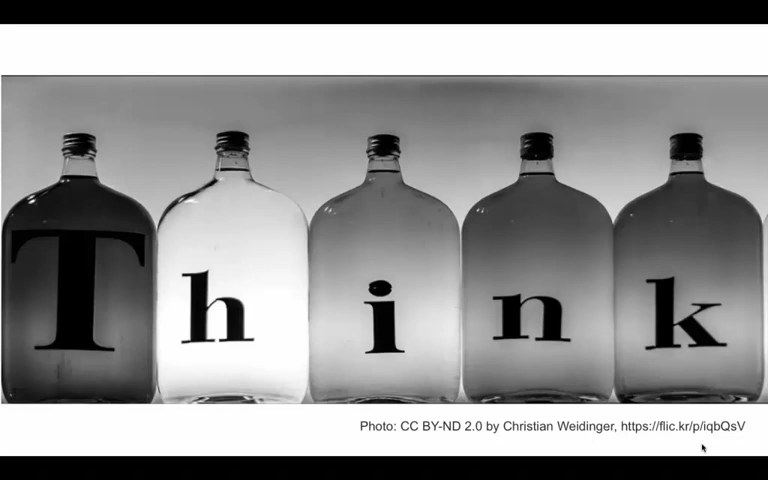 Think
Photo: CC BY-ND 2.0 by Christian Weidinger, https://flic.kr/p/iqbQsV